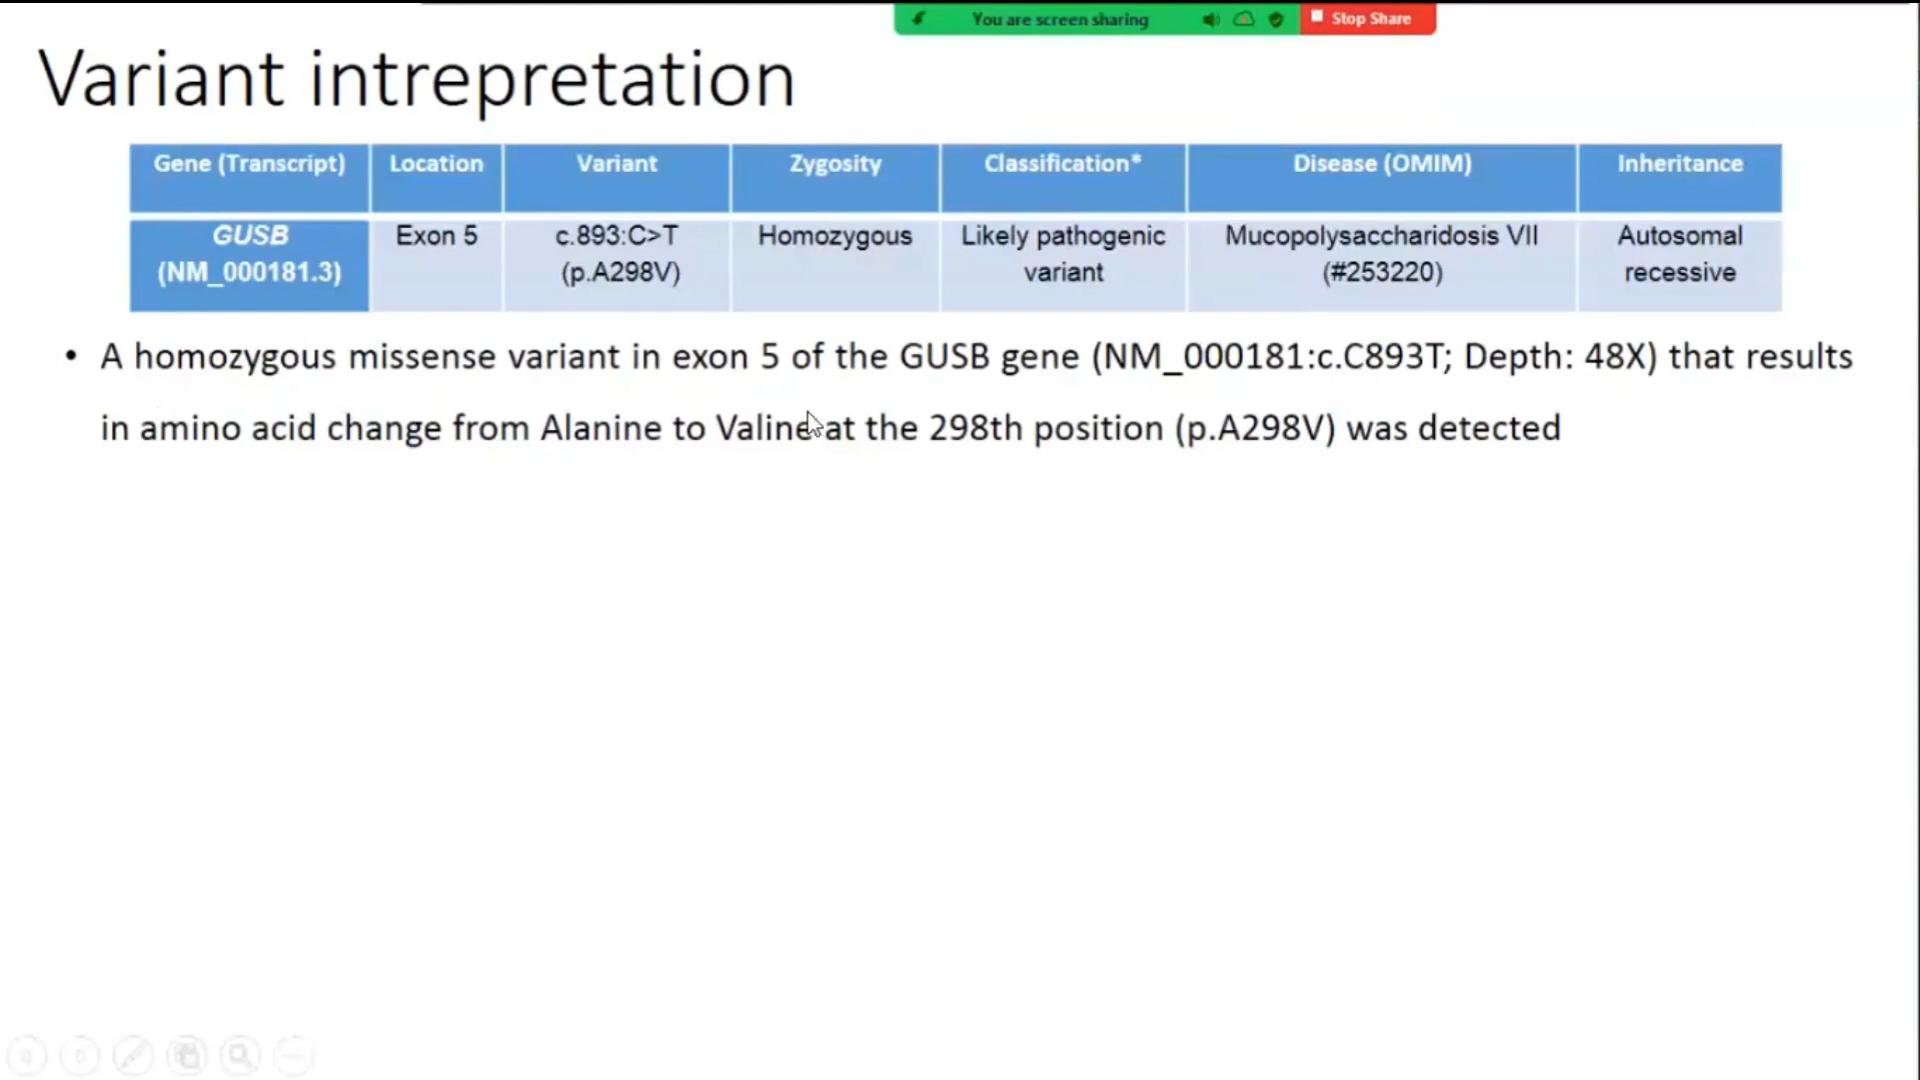 You are screen sharing
Stop Share
Variant intrepretation
Gene (Transcript) Location Variant Zygosity Classification* Disease (OMIM) Inheritance
GUSB Exon 5 c.893:C>T Homozygous Likely pathogenic Mucopolysaccharidosis VII Autosomal
(NM_000181.3) (p.A298V) variant (#253220) recessive
• A homozygous missense variant in exon 5 of the GUSB gene (NM_000181:c.C893T; Depth: 48X) that results
in amino acid change from Alanine to Valine at the 298th position (p.A298V) was detected